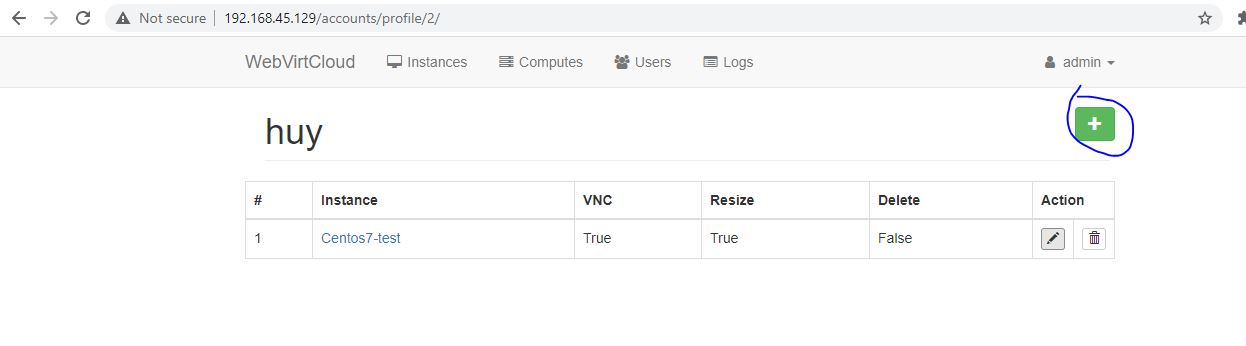 Not secure 192.168.45.129/accounts/profile/2/
WebVirtCloud Instances Computes Users Logs admin
huy
# Instance VNC Resize Delete Action
1 Centos7-test True True False